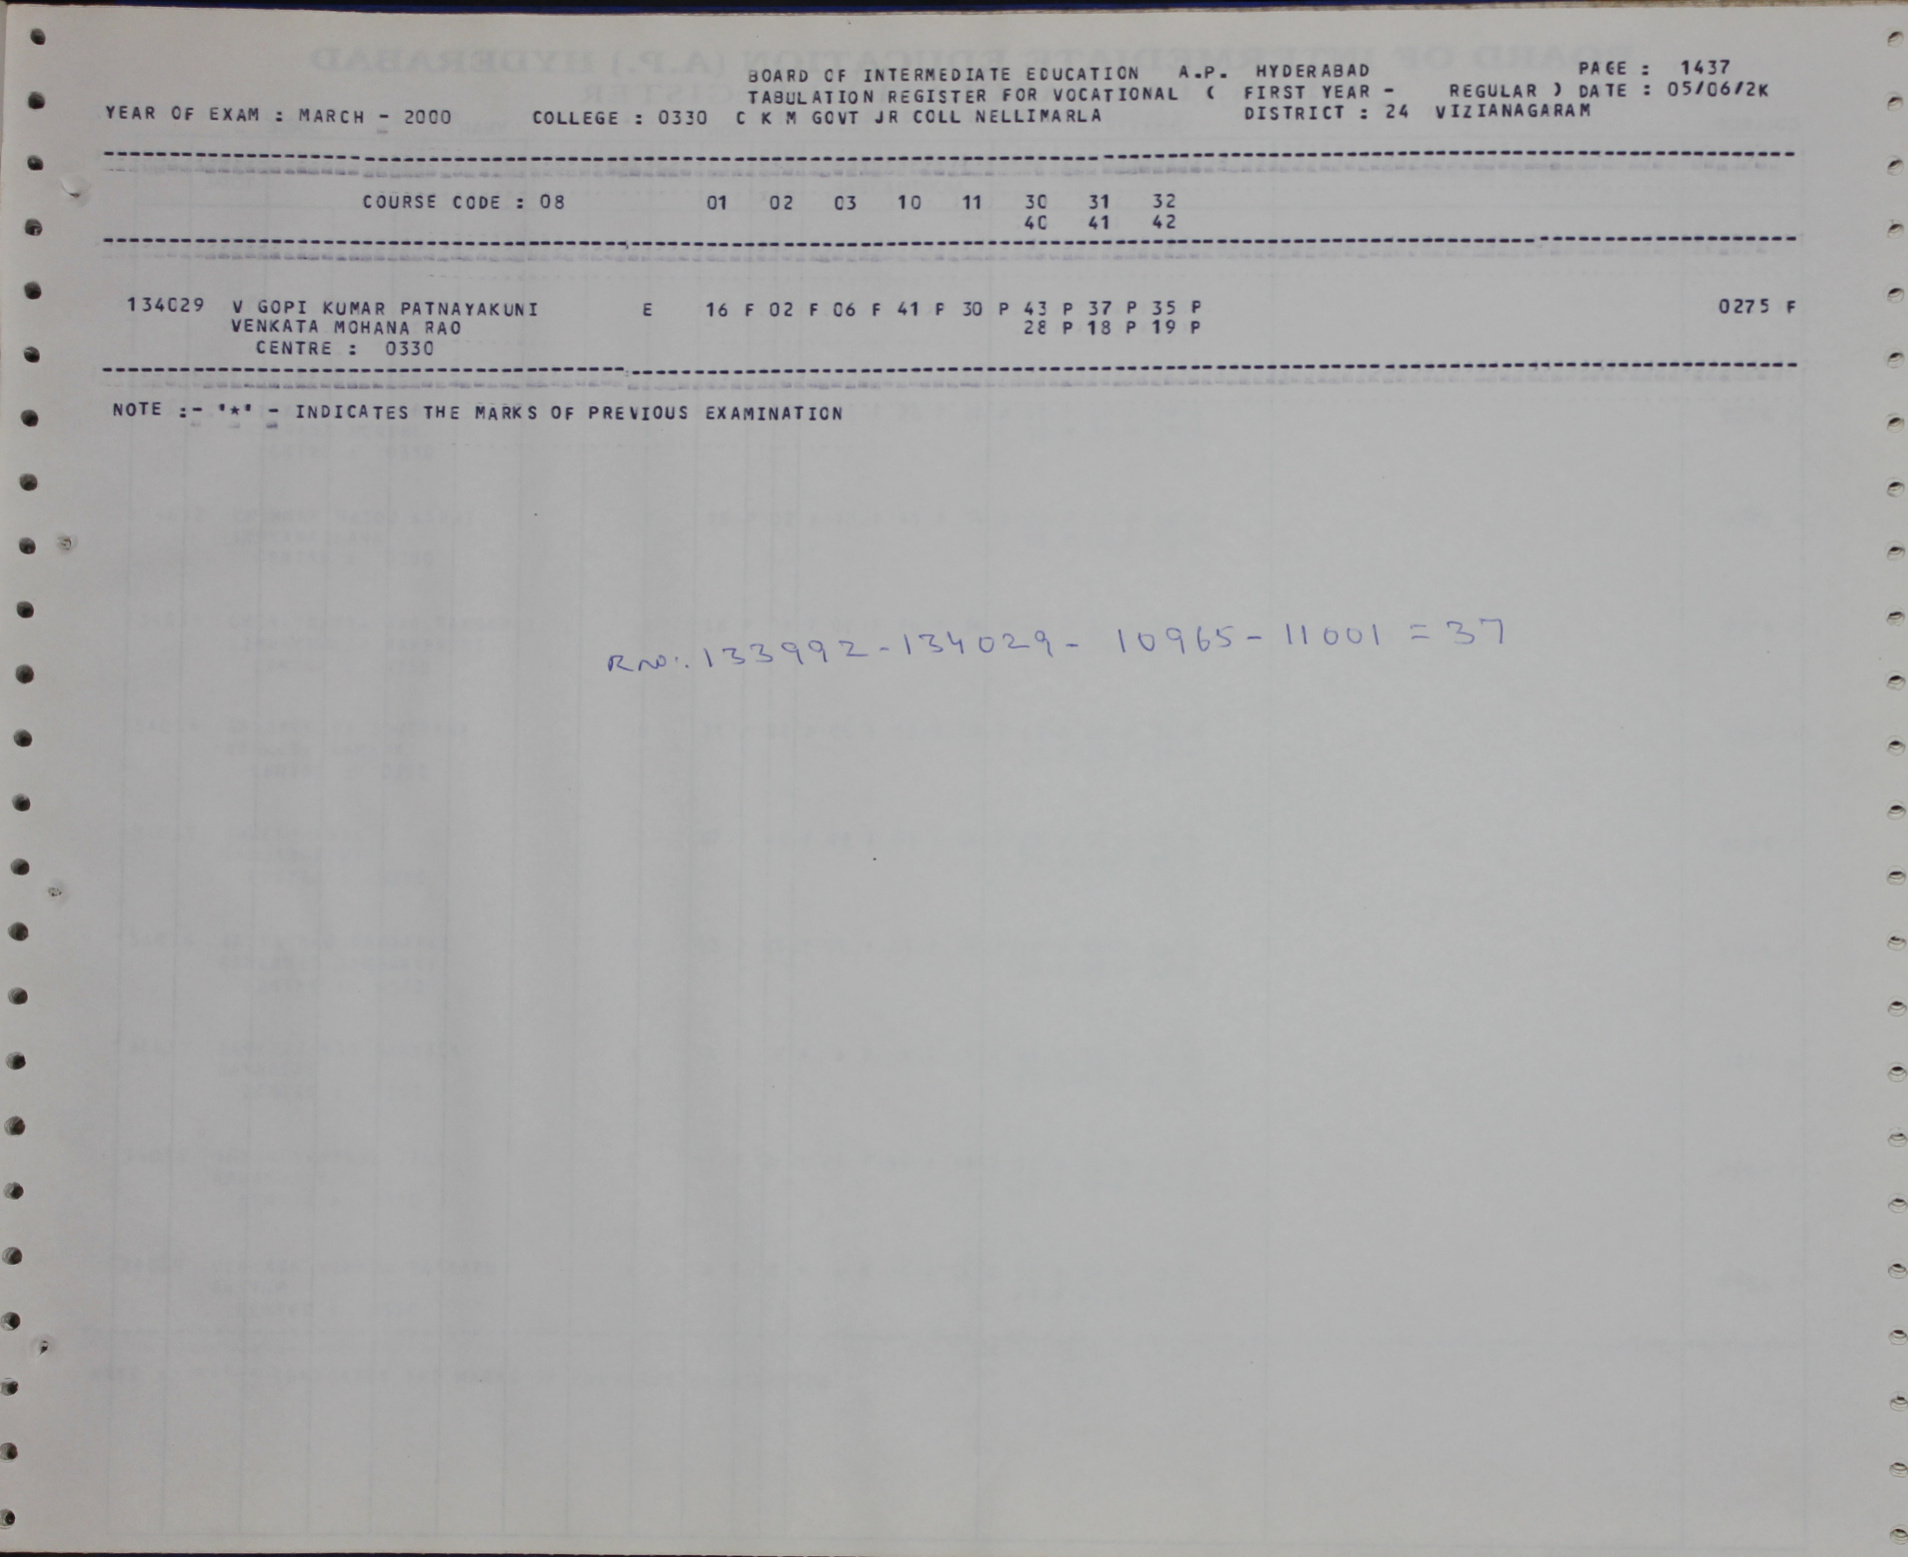 BOARD OF INTERMEDIATE EDUCATION A.P. HYDERABAD PAGE : 1437
TABULATION REGISTER FOR VOCATIONAL ( FIRST YEAR - REGULAR ) DATE : 05/06/2K
YEAR OF EXAM : MARCH - 2000 COLLEGE : 0330 C K M GOVT JR COLL NELLIMARLA DISTRICT : 24 VIZIANAGARAM
COURSE CODE : 08 01 02 03 10 11 30 31 32
40 41 42
134029 V GOPI KUMAR PATNAYAKUNI E 16 F 02 F 06 F 41 P 30 P 43 P 37 P 35 P 0275 F
VENKATA MOHANA RAO 28 P 18 P 19 P
CENTRE : 0330
NOTE :- '*' - INDICATES THE MARKS OF PREVIOUS EXAMINATION
R.No:. 133992-134029- 10965-11001 = 37